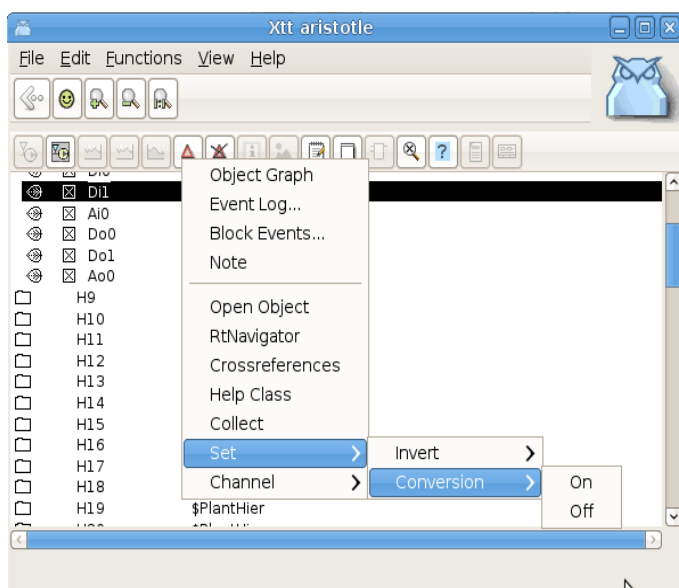 Xtt aristotle
File Edit Functions View Help
Di1
Ai0
Do0
Do1
Ao0
H9
H10
H11
H12
H13
H14
H15
H16
H17
H18
H19 $PlantHier
Object Graph
Event Log...
Block Events...
Note
Open Object
RtNavigator
Crossreferences
Help Class
Collect
Set
Channel
Invert
Conversion
On
Off